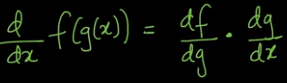 d/dx f(g(x)) = df/dg · dg/dx